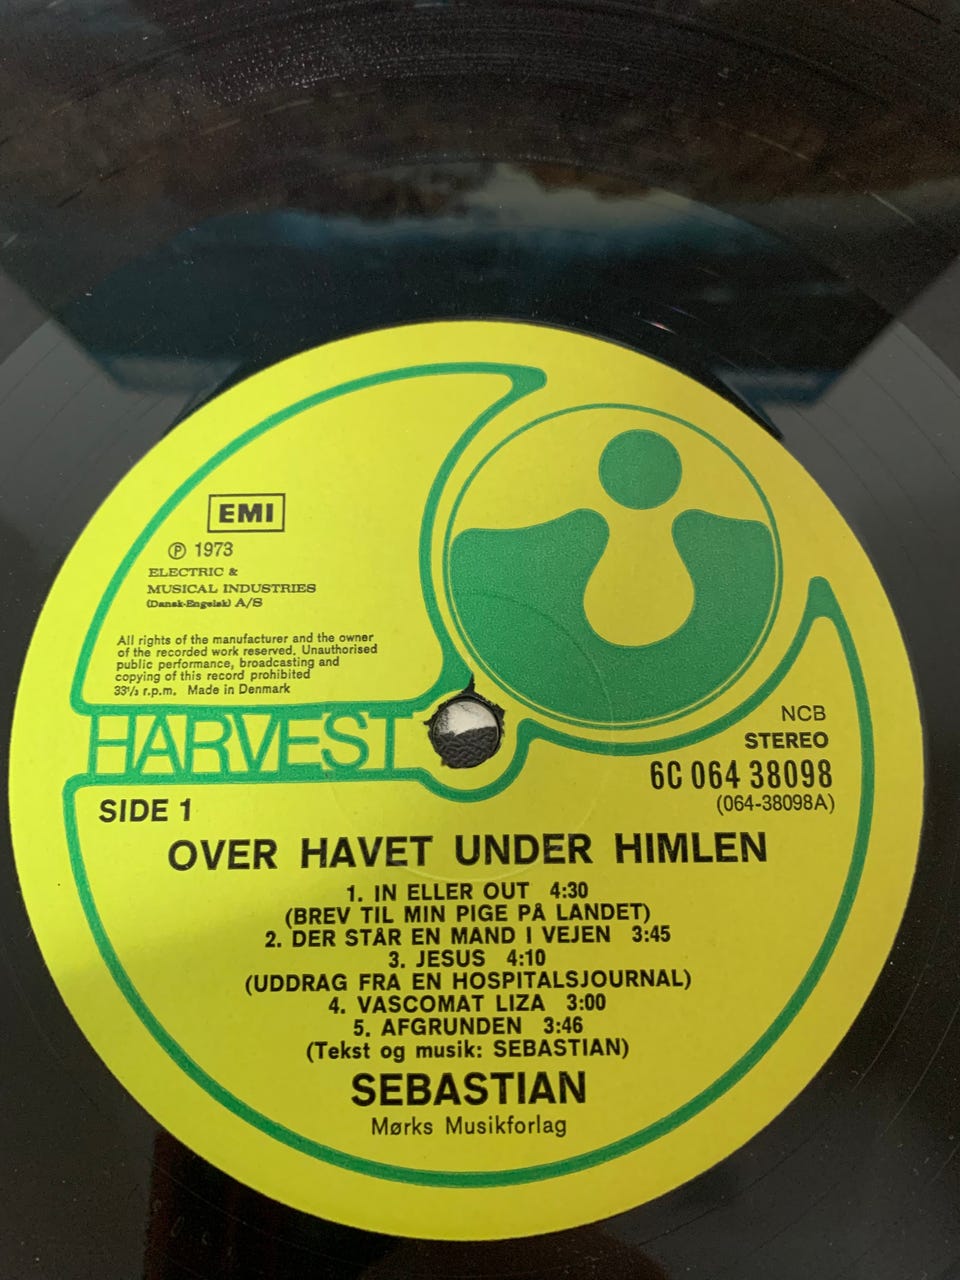 EMI
℗ 1973
ELECTRIC &
MUSICAL INDUSTRIES
(Dansk-Engelsk) A/S
All rights of the manufacturer and the owner
of the recorded work reserved. Unauthorised
public performance, broadcasting and
copying of this record prohibited
33⅓ r.p.m. Made in Denmark
HARVEST
NCB
STEREO
6C 064 38098
(064-38098A)
SIDE 1
OVER HAVET UNDER HIMLEN
1. IN ELLER OUT 4:30
(BREV TIL MIN PIGE PÅ LANDET)
2. DER STÅR EN MAND I VEJEN 3:45
3. JESUS 4:10
(UDDRAG FRA EN HOSPITALSJOURNAL)
4. VASCOMAT LIZA 3:00
5. AFGRUNDEN 3:46
(Tekst og musik: SEBASTIAN)
SEBASTIAN
Mørks Musikforlag